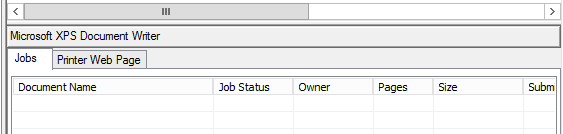 Microsoft XPS Document Writer
Jobs Printer Web Page
Document Name Job Status Owner Pages Size Subm